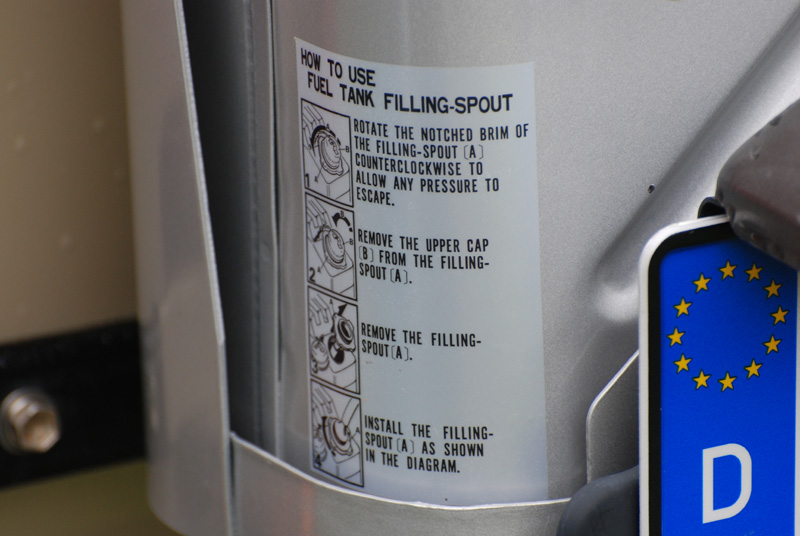 HOW TO USE
FUEL TANK FILLING-SPOUT
ROTATE THE NOTCHED BRIM OF
THE FILLING-SPOUT (A)
COUNTERCLOCKWISE TO
ALLOW ANY PRESSURE TO
ESCAPE.
1
REMOVE THE UPPER CAP
(B) FROM THE FILLING-
SPOUT (A).
2
REMOVE THE FILLING-
SPOUT (A).
INSTALL THE FILLING-
SPOUT (A) AS SHOWN
IN THE DIAGRAM.
D